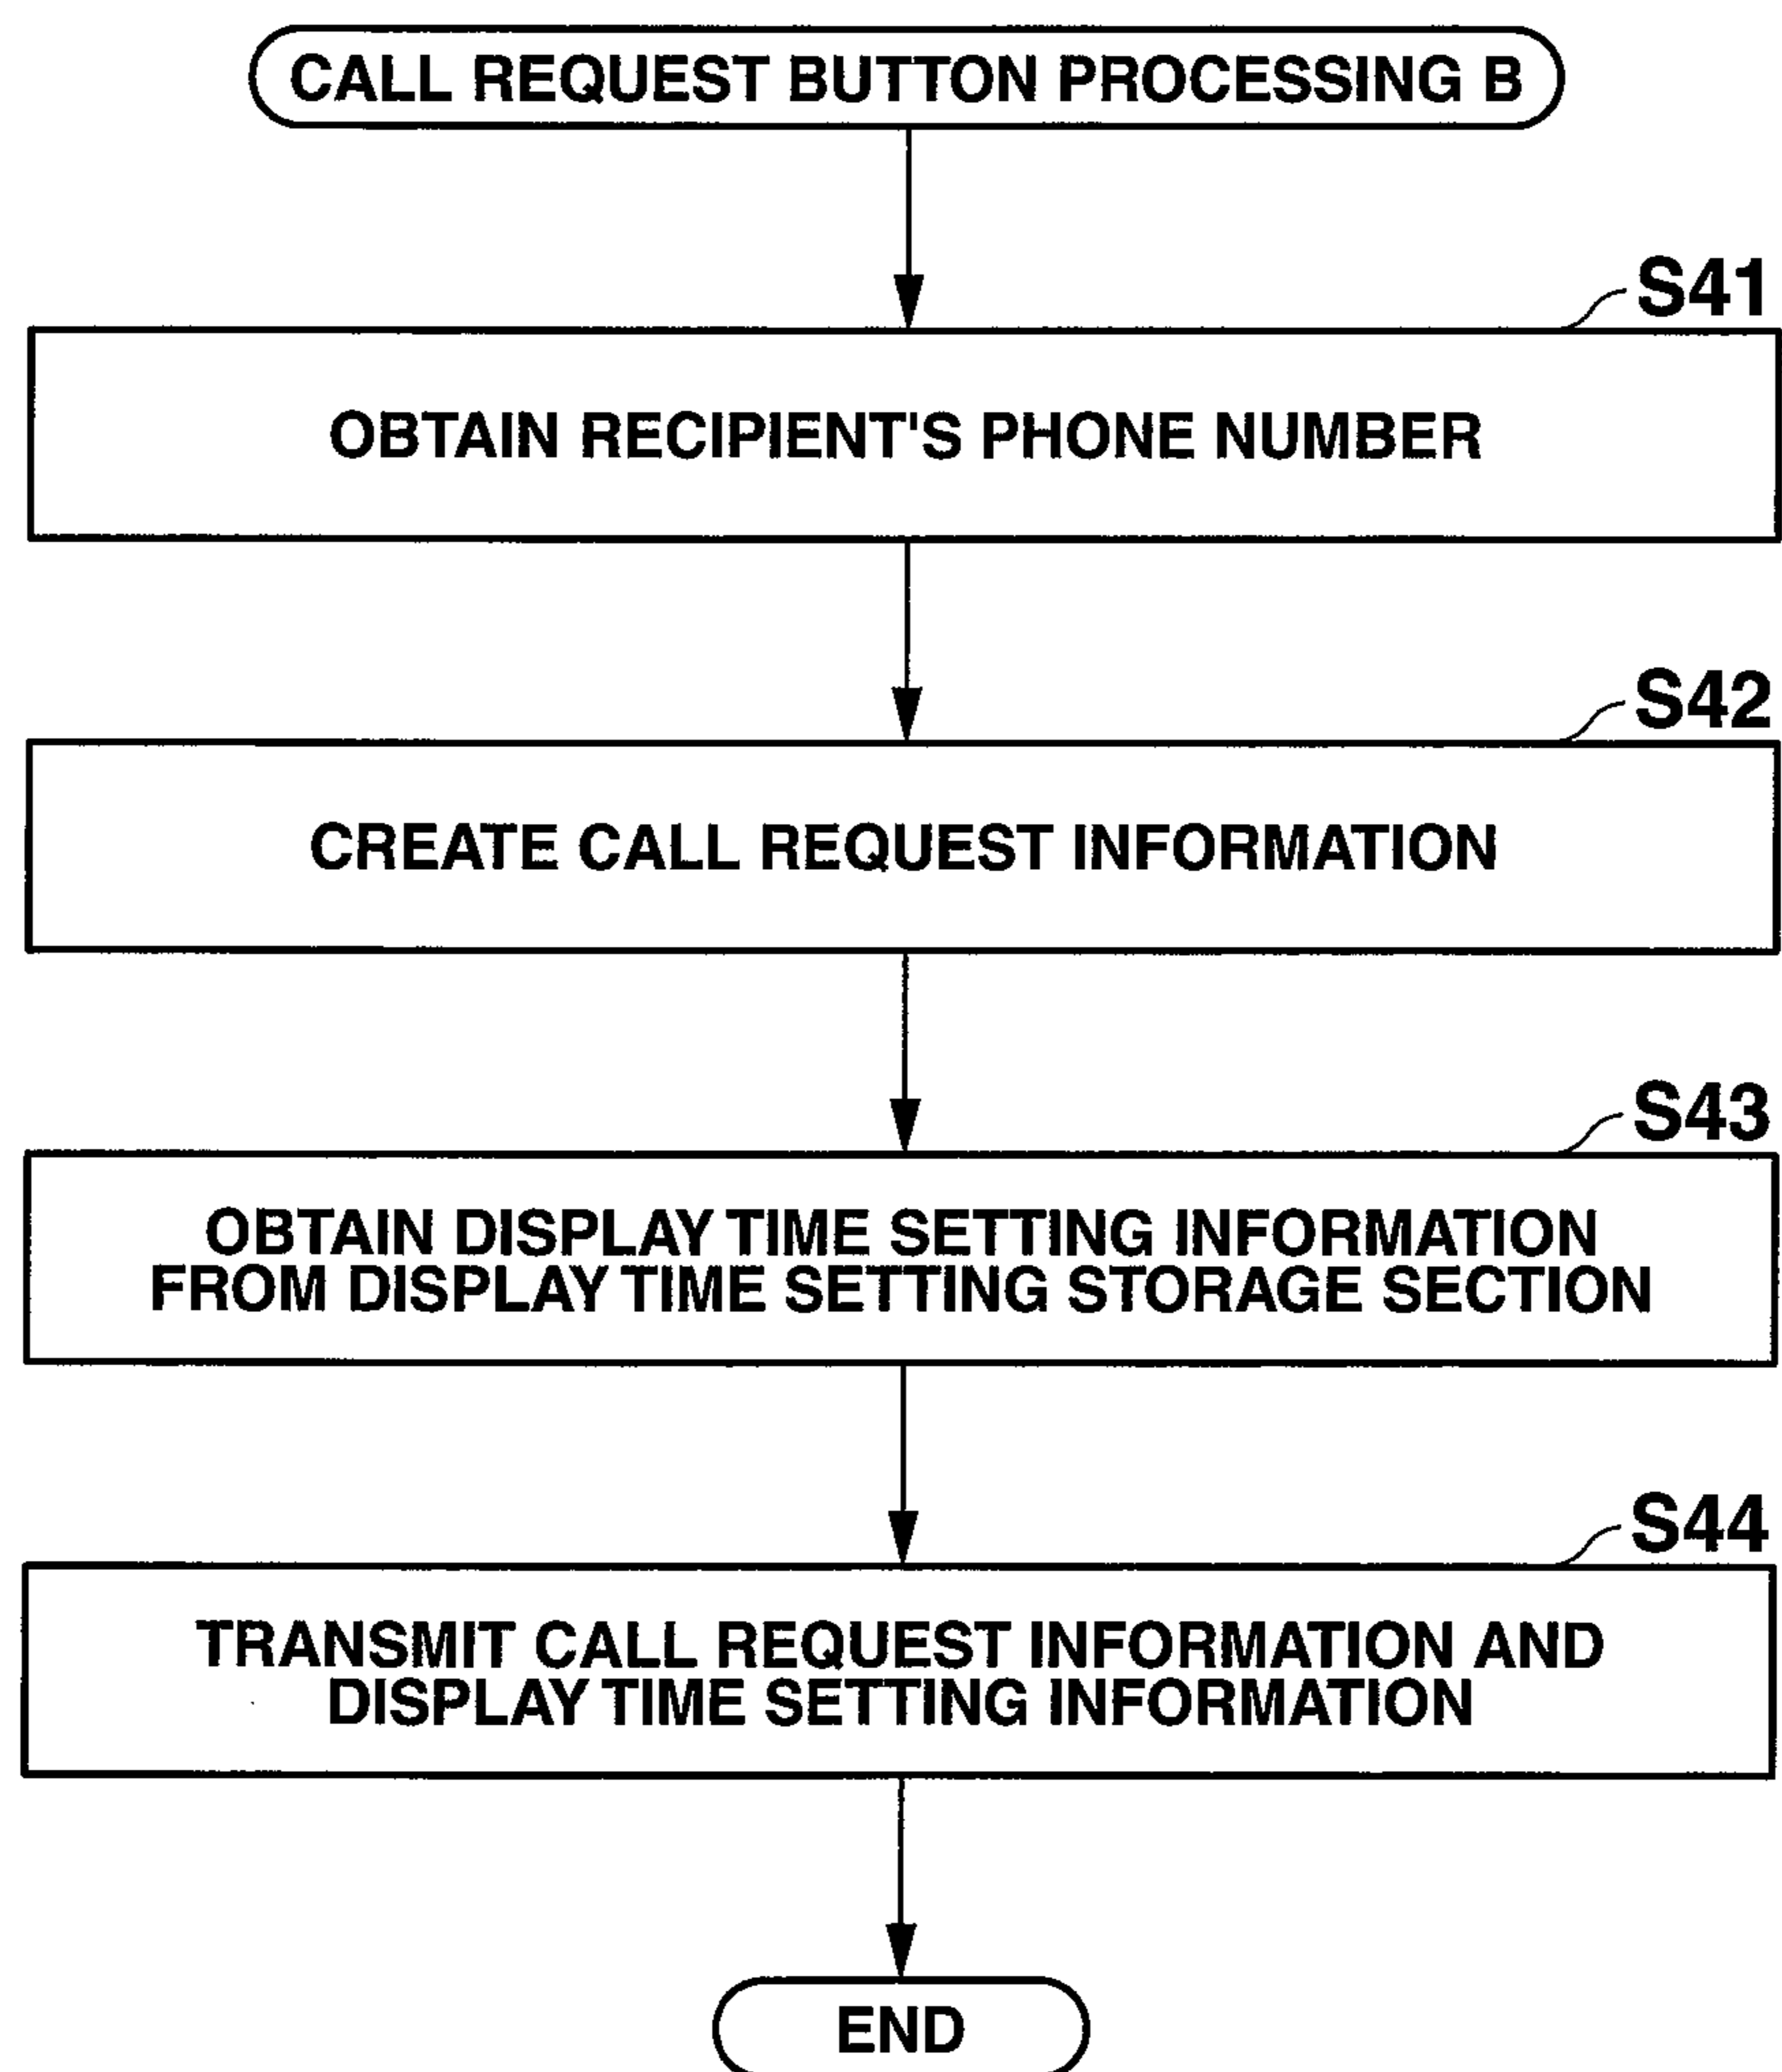 CALL REQUEST BUTTON PROCESSING B
S41
OBTAIN RECIPIENT'S PHONE NUMBER
S42
CREATE CALL REQUEST INFORMATION
S43
OBTAIN DISPLAY TIME SETTING INFORMATION
FROM DISPLAY TIME SETTING STORAGE SECTION
S44
TRANSMIT CALL REQUEST INFORMATION AND
DISPLAY TIME SETTING INFORMATION
END